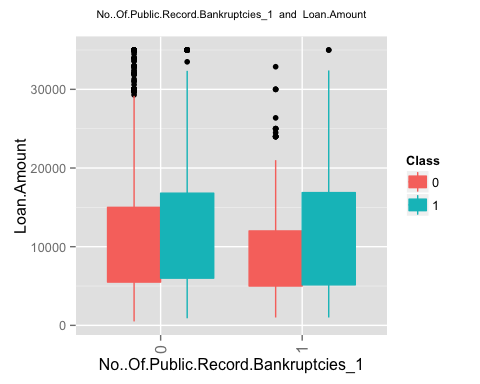 No..Of.Public.Record.Bankruptcies_1 and Loan.Amount
Loan.Amount
30000
20000
10000
0
0
1
No..Of.Public.Record.Bankruptcies_1
Class
0
1